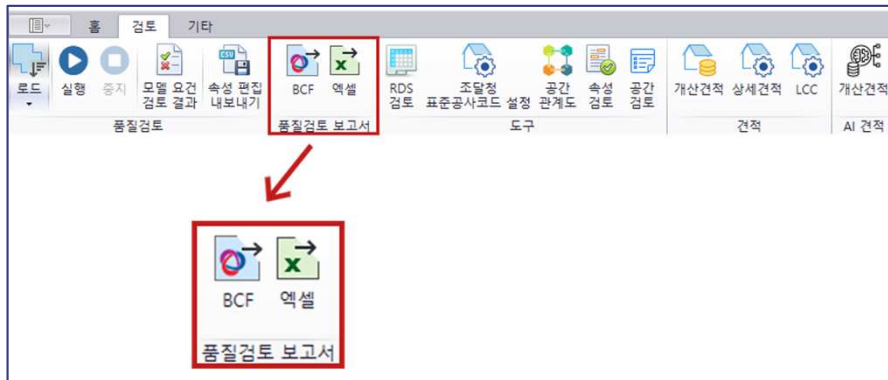 홈 검토 기타
로드 실행 중지 모델 요건 검토 결과 속성 편집 내보내기 BCF 엑셀 RDS 검토 조달청 표준공사코드 설정 공간 관계도 속성 검토 공간 검토 개산견적 상세견적 LCC 개산견적
품질검토 품질검토 보고서 도구 견적 AI 견적
BCF 엑셀
품질검토 보고서